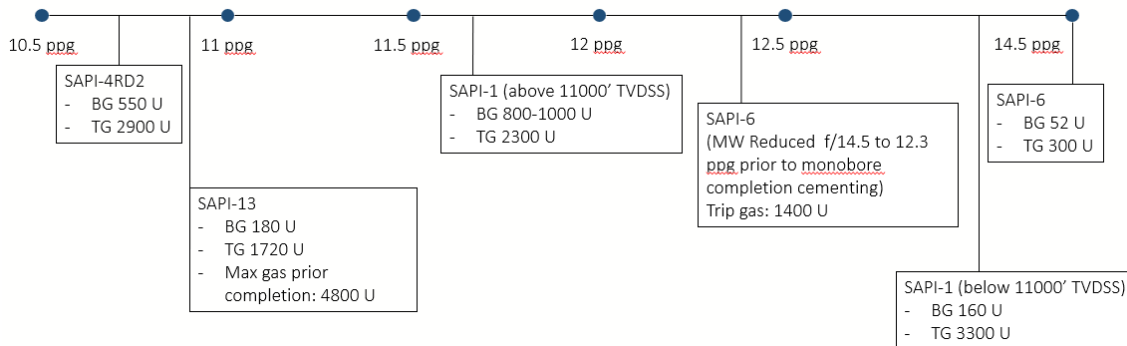 10.5 ppg
11 ppg
11.5 ppg
12 ppg
12.5 ppg
14.5 ppg
SAPI-4RD2
- BG 550 U
- TG 2900 U
SAPI-13
- BG 180 U
- TG 1720 U
- Max gas prior
completion: 4800 U
SAPI-1 (above 11000’ TVDSS)
- BG 800-1000 U
- TG 2300 U
SAPI-6
(MW Reduced f/14.5 to 12.3
ppg prior to monobore
completion cementing)
Trip gas: 1400 U
SAPI-6
- BG 52 U
- TG 300 U
SAPI-1 (below 11000’ TVDSS)
- BG 160 U
- TG 3300 U